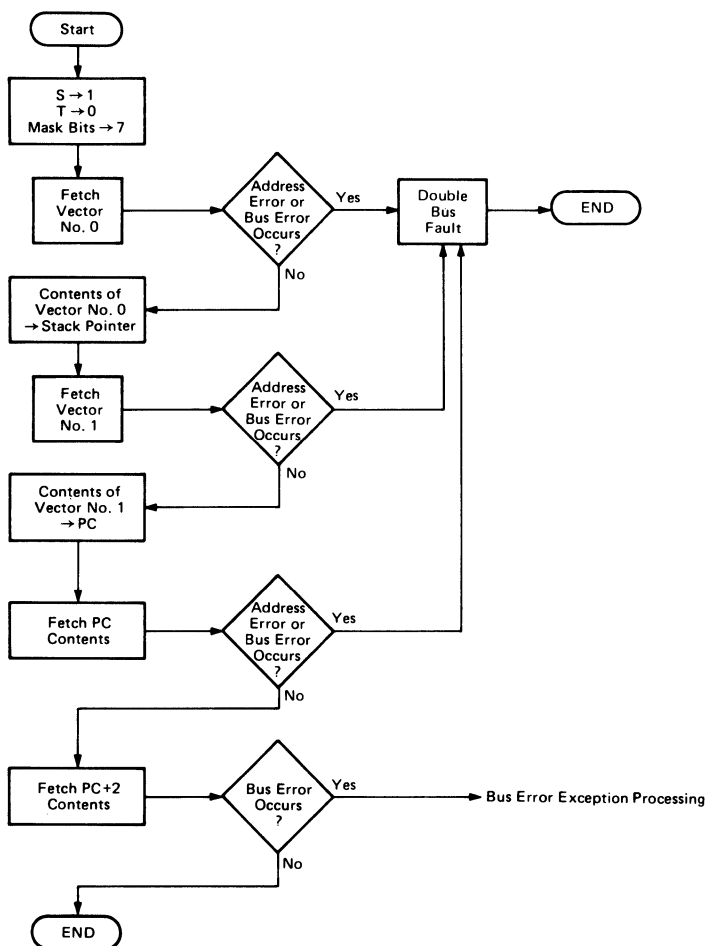 Start
S → 1
T → 0
Mask Bits → 7
Fetch
Vector
No. 0
Address
Error or
Bus Error
Occurs
?
Yes
No
Double
Bus
Fault
END
Contents of
Vector No. 0
→ Stack Pointer
Fetch
Vector
No. 1
Address
Error or
Bus Error
Occurs
?
Yes
No
Contents of
Vector No. 1
→ PC
Fetch PC
Contents
Address
Error or
Bus Error
Occurs
?
Yes
No
Fetch PC+2
Contents
Bus Error
Occurs
?
Yes
No
Bus Error Exception Processing
END